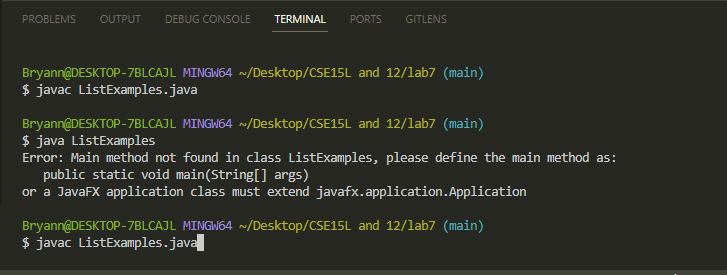 PROBLEMS OUTPUT DEBUG CONSOLE TERMINAL PORTS GITLENS
Bryann@DESKTOP-7BLCAJL MINGW64 ~/Desktop/CSE15L and 12/lab7 (main)
$ javac ListExamples.java
Bryann@DESKTOP-7BLCAJL MINGW64 ~/Desktop/CSE15L and 12/lab7 (main)
$ java ListExamples
Error: Main method not found in class ListExamples, please define the main method as:
   public static void main(String[] args)
or a JavaFX application class must extend javafx.application.Application
Bryann@DESKTOP-7BLCAJL MINGW64 ~/Desktop/CSE15L and 12/lab7 (main)
$ javac ListExamples.java